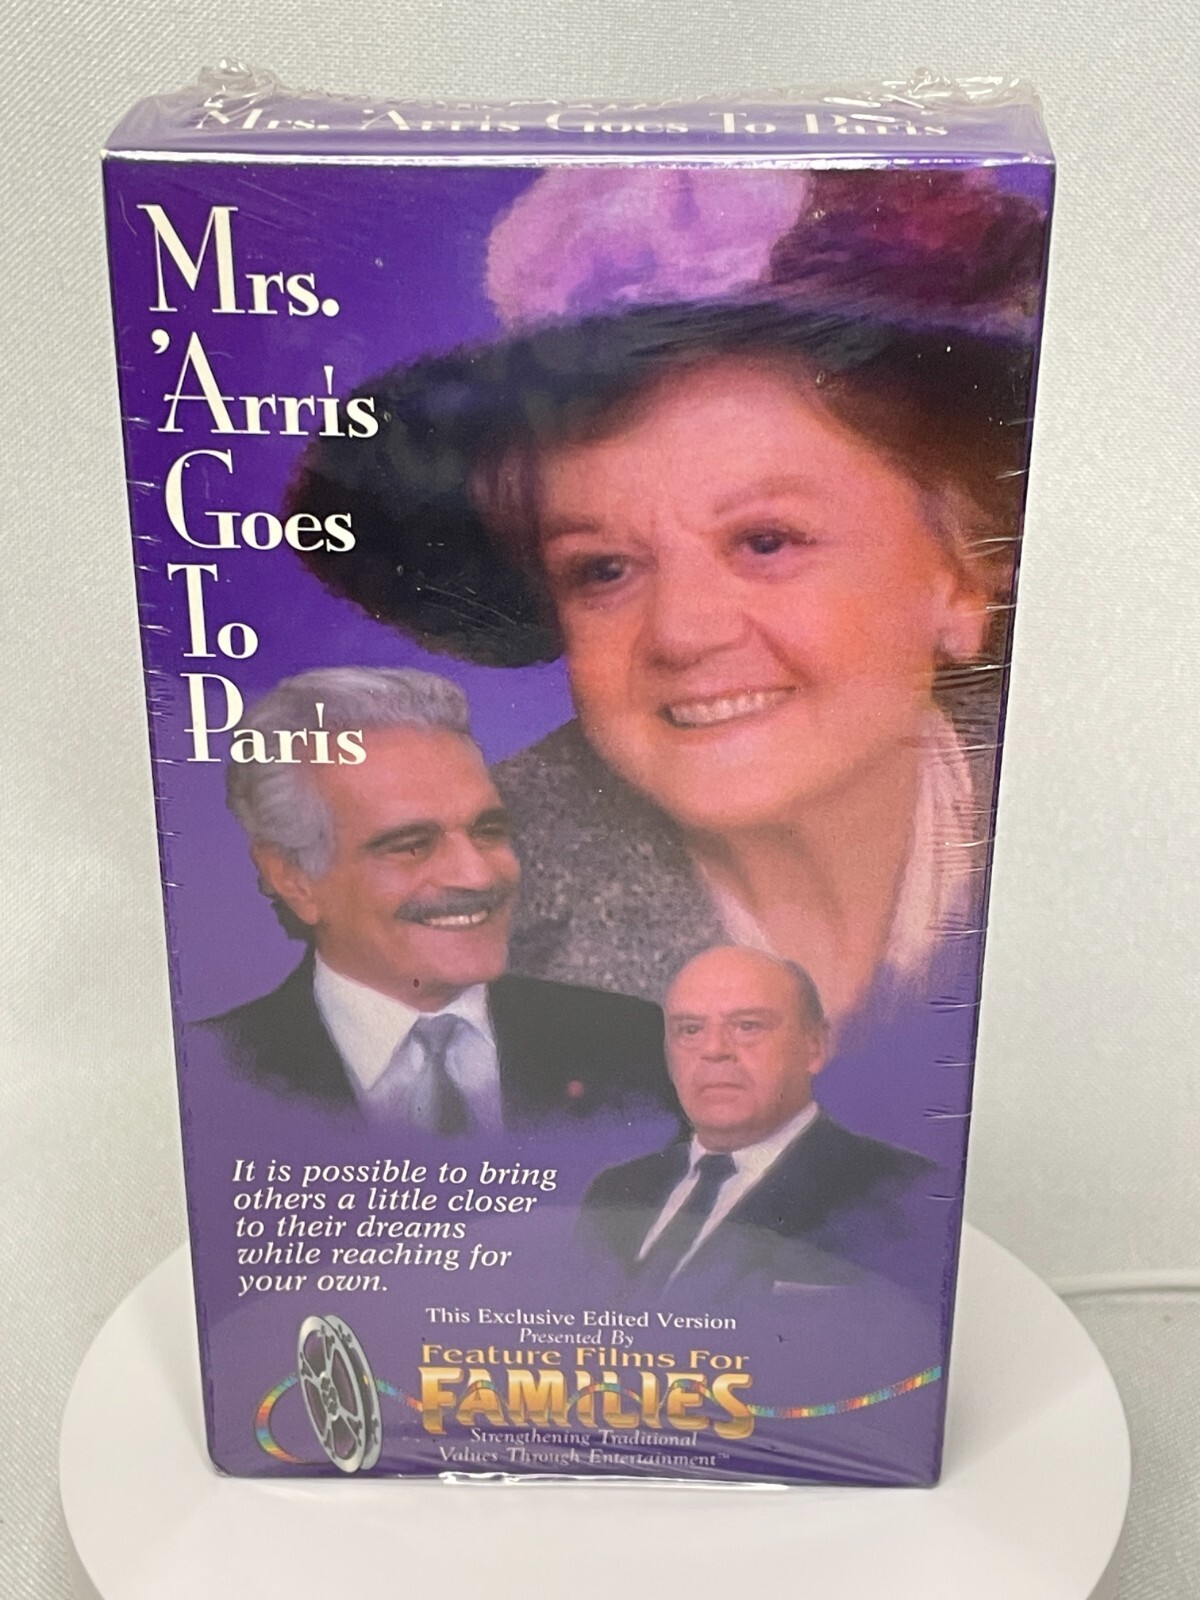 Mrs. 'Arris Goes To Paris
Mrs.
'Arris
Goes
To
Paris
It is possible to bring
others a little closer
to their dreams
while reaching for
your own.
This Exclusive Edited Version
Presented By
Feature Films For
FAMILIES
Strengthening Traditional
Values Through Entertainment™